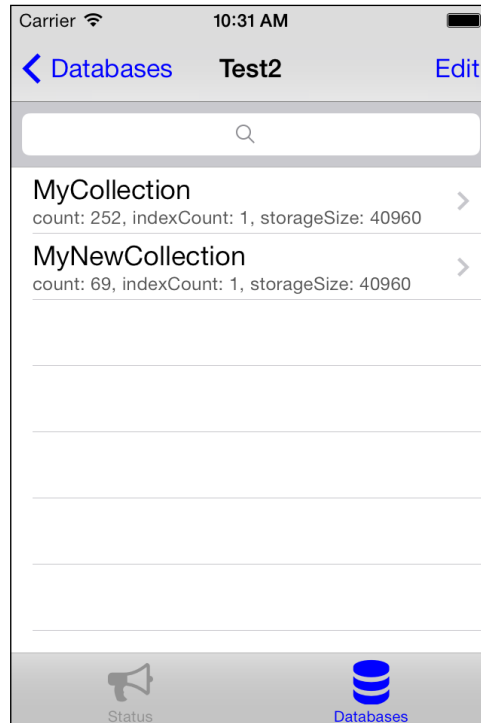 Carrier 10:31 AM
Databases Test2 Edit
MyCollection
count: 252, indexCount: 1, storageSize: 40960
MyNewCollection
count: 69, indexCount: 1, storageSize: 40960
Status Databases